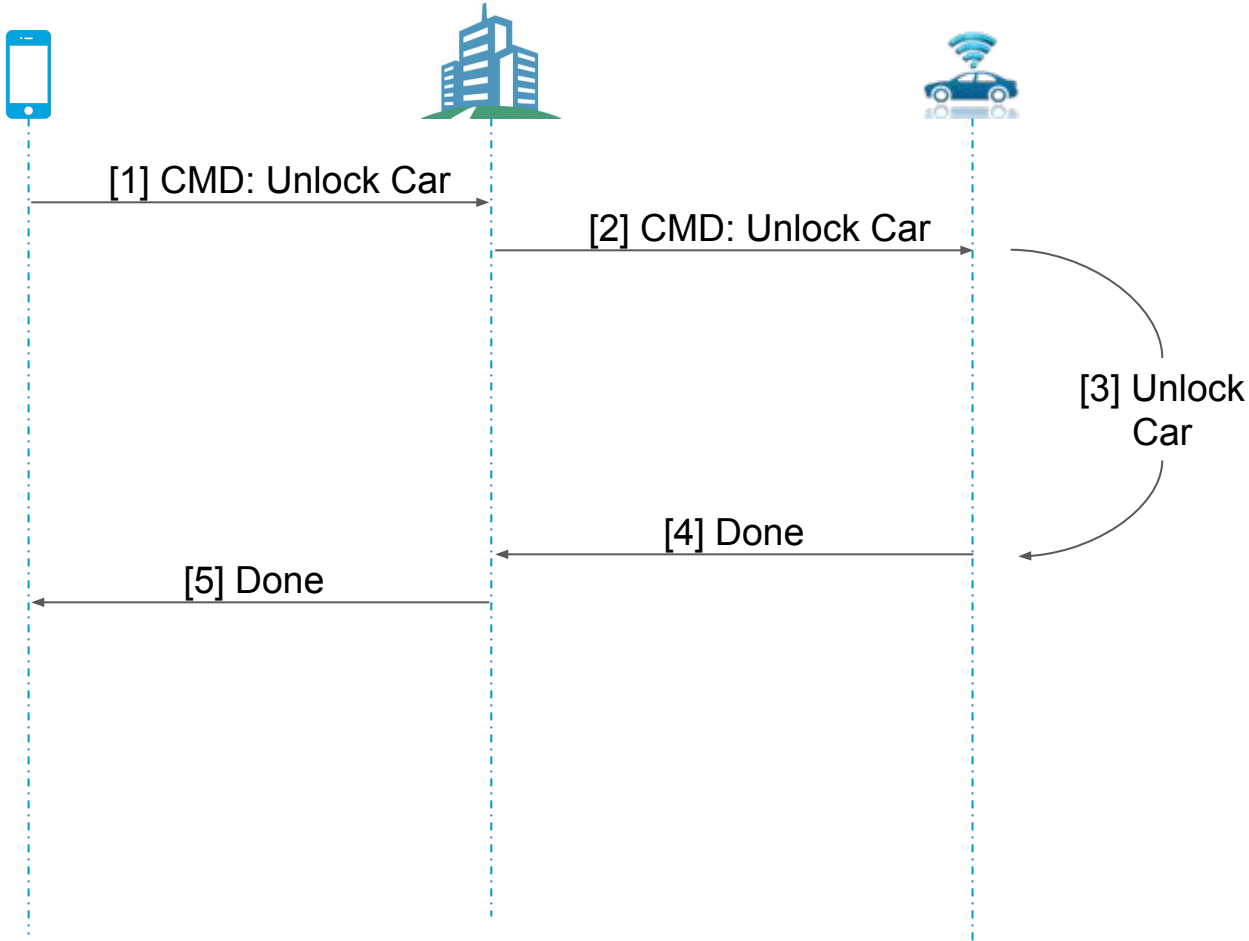 [1] CMD: Unlock Car
[2] CMD: Unlock Car
[3] Unlock
Car
[4] Done
[5] Done